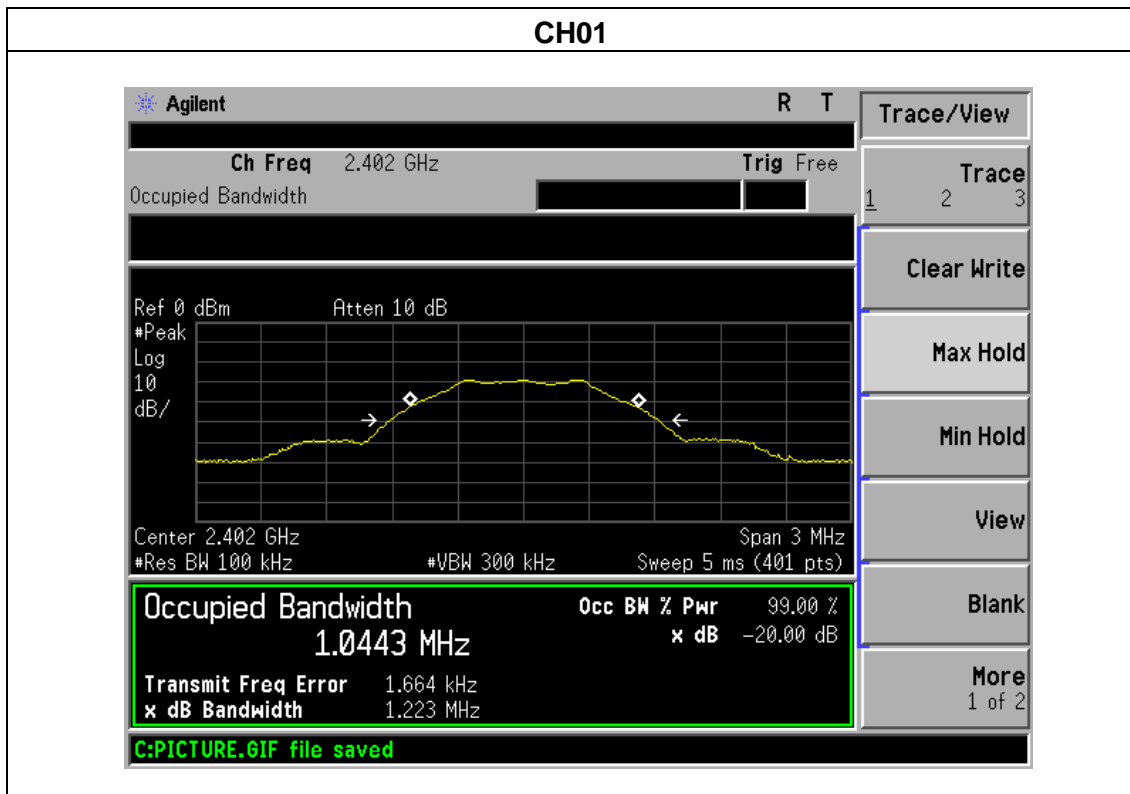 CH01
Agilent R T
Trace/View
Ch Freq 2.402 GHz Trig Free
Occupied Bandwidth
Trace
1 2 3
Clear Write
Ref 0 dBm Atten 10 dB
#Peak
Log
10
dB/
Max Hold
Min Hold
View
Center 2.402 GHz Span 3 MHz
#Res BW 100 kHz #VBW 300 kHz Sweep 5 ms (401 pts)
Occupied Bandwidth Occ BW % Pwr 99.00 %
1.0443 MHz x dB -20.00 dB
Blank
Transmit Freq Error 1.664 kHz
x dB Bandwidth 1.223 MHz
More
1 of 2
C:PICTURE.GIF file saved